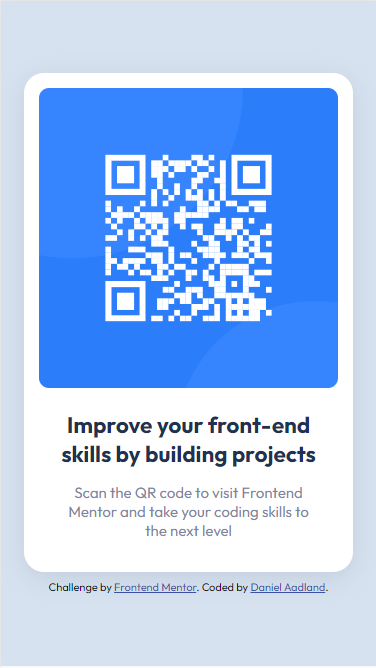 Improve your front-end
skills by building projects
Scan the QR code to visit Frontend
Mentor and take your coding skills to
the next level
Challenge by Frontend Mentor. Coded by Daniel Aadland.